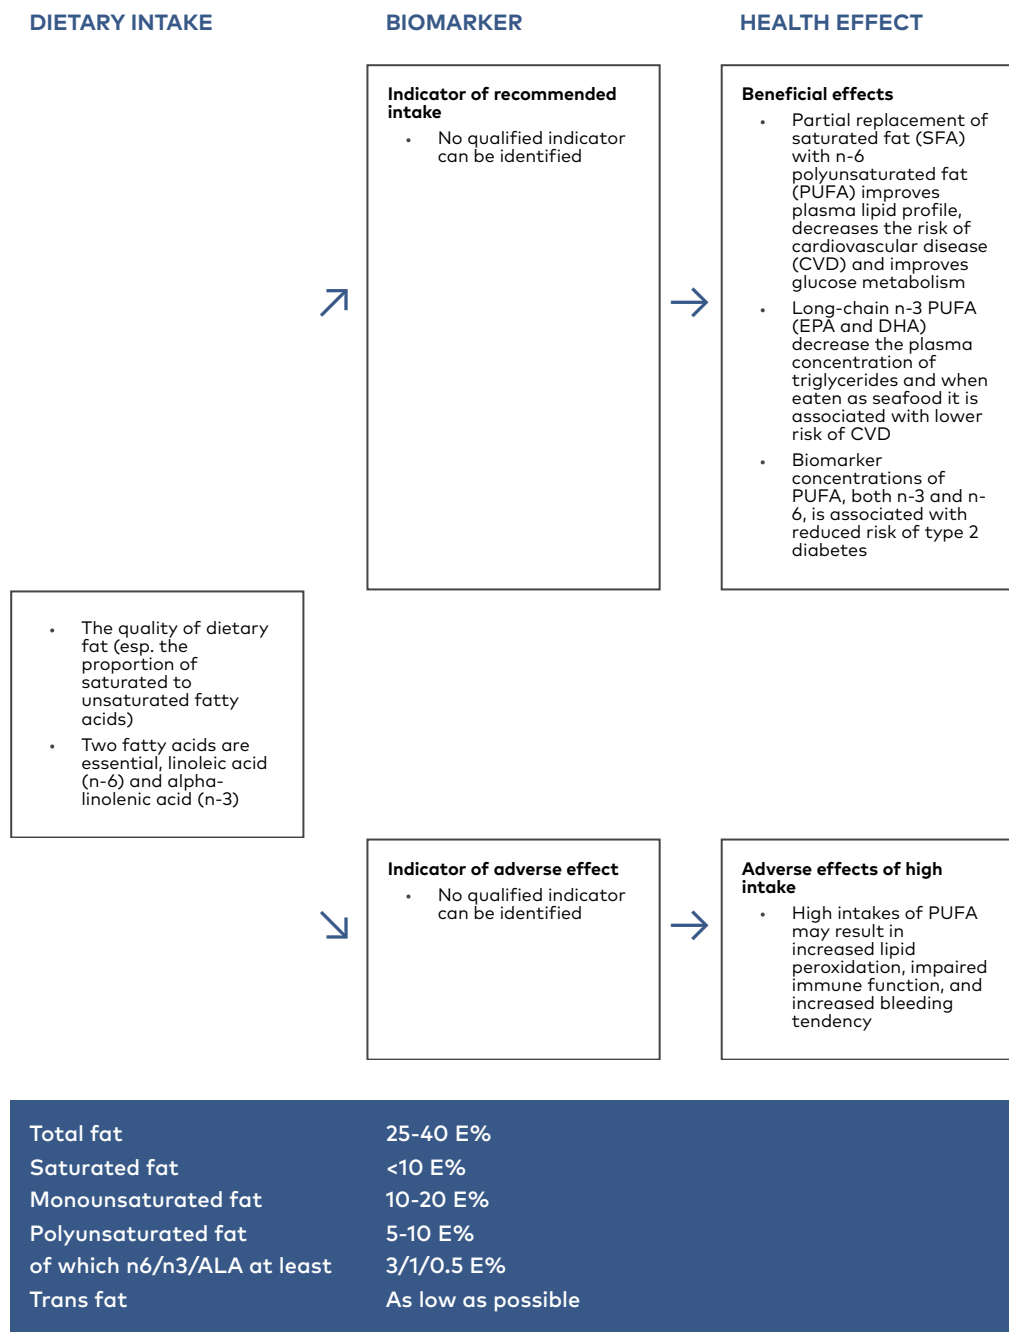 DIETARY INTAKE
BIOMARKER
HEALTH EFFECT
Indicator of recommended
intake
• No qualified indicator
can be identified
Beneficial effects
• Partial replacement of
saturated fat (SFA)
with n-6
polyunsaturated fat
(PUFA) improves
plasma lipid profile,
decreases the risk of
cardiovascular disease
(CVD) and improves
glucose metabolism
• Long-chain n-3 PUFA
(EPA and DHA)
decrease the plasma
concentration of
triglycerides and when
eaten as seafood it is
associated with lower
risk of CVD
• Biomarker
concentrations of
PUFA, both n-3 and n-
6, is associated with
reduced risk of type 2
diabetes
• The quality of dietary
fat (esp. the
proportion of
saturated to
unsaturated fatty
acids)
• Two fatty acids are
essential, linoleic acid
(n-6) and alpha-
linolenic acid (n-3)
Indicator of adverse effect
• No qualified indicator
can be identified
Adverse effects of high
intake
• High intakes of PUFA
may result in
increased lipid
peroxidation, impaired
immune function, and
increased bleeding
tendency
Total fat 25-40 E%
Saturated fat <10 E%
Monounsaturated fat 10-20 E%
Polyunsaturated fat 5-10 E%
of which n6/n3/ALA at least 3/1/0.5 E%
Trans fat As low as possible